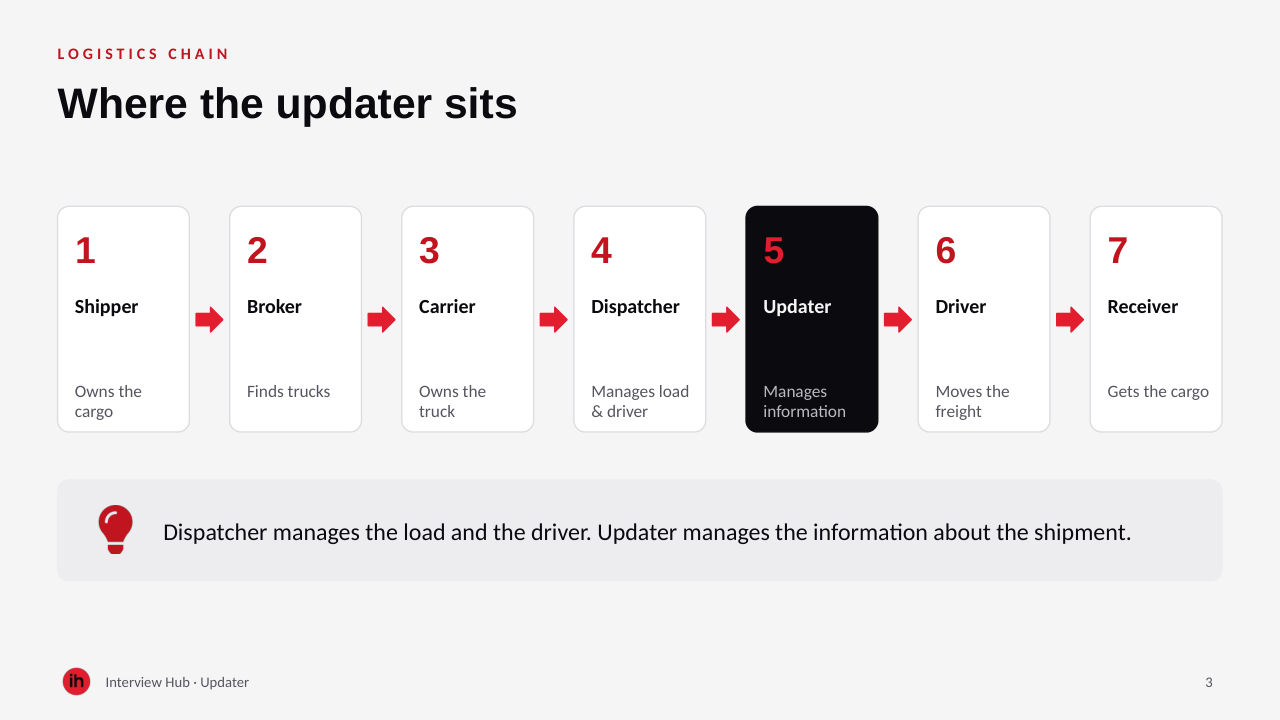 LOGISTICS CHAIN
Where the updater sits
1
Shipper
Owns the
cargo
2
Broker
Finds trucks
3
Carrier
Owns the
truck
4
Dispatcher
Manages load
& driver
5
Updater
Manages
information
6
Driver
Moves the
freight
7
Receiver
Gets the cargo
Dispatcher manages the load and the driver. Updater manages the information about the shipment.
ih
Interview Hub · Updater
3